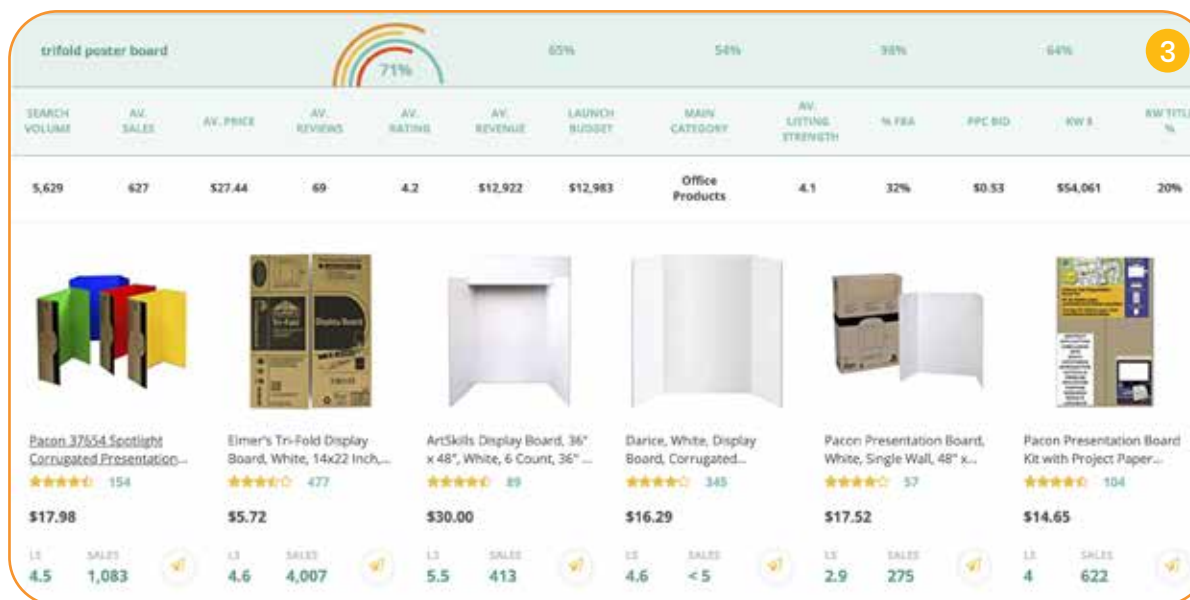 trifold poster board
71%
65%
54%
98%
64%
3
SEARCH VOLUME
AV. SALES
AV. PRICE
AV. REVIEWS
AV. RATING
AV. REVENUE
LAUNCH BUDGET
MAIN CATEGORY
AV. LISTING STRENGTH
% FBA
PPC BID
KW $
KW TITLE %
5,629
627
$27.44
69
4.2
$12,922
$12,983
Office Products
4.1
32%
$0.53
$54,061
20%
Tri-Fold
Display Board
Pacon 37654 Spotlight
Corrugated Presentation...
154
$17.98
LS SALES
4.5 1,083
Elmer's Tri-Fold Display
Board, White, 14x22 Inch,...
477
$5.72
LS SALES
4.6 4,007
ArtSkills Display Board, 36"
x 48", White, 6 Count, 36" ...
89
$30.00
LS SALES
5.5 413
Darice, White, Display
Board, Corrugated...
345
$16.29
LS SALES
4.6 < 5
Pacon Presentation Board,
White, Single Wall, 48" x...
57
$17.52
LS SALES
2.9 275
Pacon Presentation Board
Kit with Project Paper...
104
$14.65
LS SALES
4 622